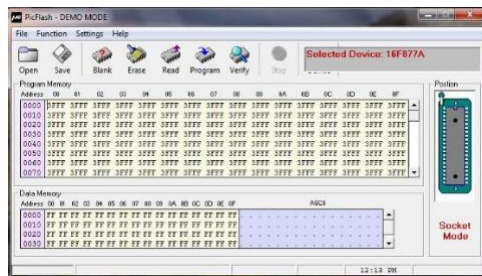 PicFlash - DEMO MODE
File Function Settings Help
Open Save Blank Erase Read Program Verify Stop
Selected Device: 16F877A
Program Memory
Address 00 01 02 03 04 05 06 07 08 09 0A 0B 0C 0D 0E 0F
0000 3FFF 3FFF 3FFF 3FFF 3FFF 3FFF 3FFF 3FFF 3FFF 3FFF 3FFF 3FFF 3FFF 3FFF 3FFF 3FFF
0010 3FFF 3FFF 3FFF 3FFF 3FFF 3FFF 3FFF 3FFF 3FFF 3FFF 3FFF 3FFF 3FFF 3FFF 3FFF 3FFF
0020 3FFF 3FFF 3FFF 3FFF 3FFF 3FFF 3FFF 3FFF 3FFF 3FFF 3FFF 3FFF 3FFF 3FFF 3FFF 3FFF
0030 3FFF 3FFF 3FFF 3FFF 3FFF 3FFF 3FFF 3FFF 3FFF 3FFF 3FFF 3FFF 3FFF 3FFF 3FFF 3FFF
0040 3FFF 3FFF 3FFF 3FFF 3FFF 3FFF 3FFF 3FFF 3FFF 3FFF 3FFF 3FFF 3FFF 3FFF 3FFF 3FFF
0050 3FFF 3FFF 3FFF 3FFF 3FFF 3FFF 3FFF 3FFF 3FFF 3FFF 3FFF 3FFF 3FFF 3FFF 3FFF 3FFF
0060 3FFF 3FFF 3FFF 3FFF 3FFF 3FFF 3FFF 3FFF 3FFF 3FFF 3FFF 3FFF 3FFF 3FFF 3FFF 3FFF
0070 3FFF 3FFF 3FFF 3FFF 3FFF 3FFF 3FFF 3FFF 3FFF 3FFF 3FFF 3FFF 3FFF 3FFF 3FFF 3FFF
Position
Data Memory
Address 00 01 02 03 04 05 06 07 08 09 0A 0B 0C 0D 0E 0F ASCII
0000 FF FF FF FF FF FF FF FF FF FF FF FF FF FF FF FF
0010 FF FF FF FF FF FF FF FF FF FF FF FF FF FF FF FF
0020 FF FF FF FF FF FF FF FF FF FF FF FF FF FF FF FF
0030 FF FF FF FF FF FF FF FF FF FF FF FF FF FF FF FF
Socket
Mode
12:13 PM